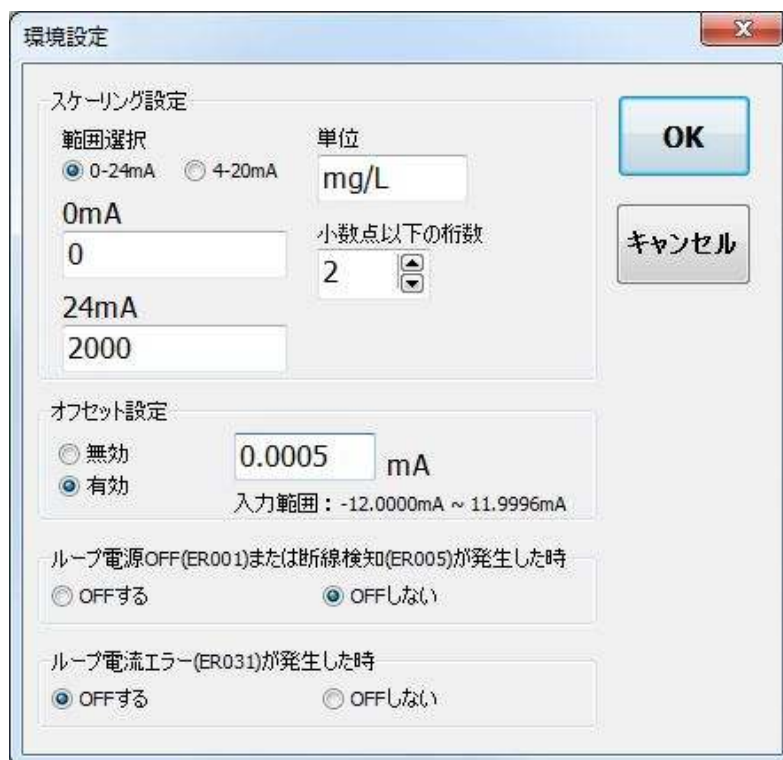 環境設定
スケーリング設定
範囲選択
0-24mA 4-20mA
0mA
0
24mA
2000
単位
mg/L
小数点以下の桁数
2
OK
キャンセル
オフセット設定
無効
有効
0.0005 mA
入力範囲：-12.0000mA ~ 11.9996mA
ループ電源OFF(ER001)または断線検知(ER005)が発生した時
OFFする OFFしない
ループ電流エラー(ER031)が発生した時
OFFする OFFしない